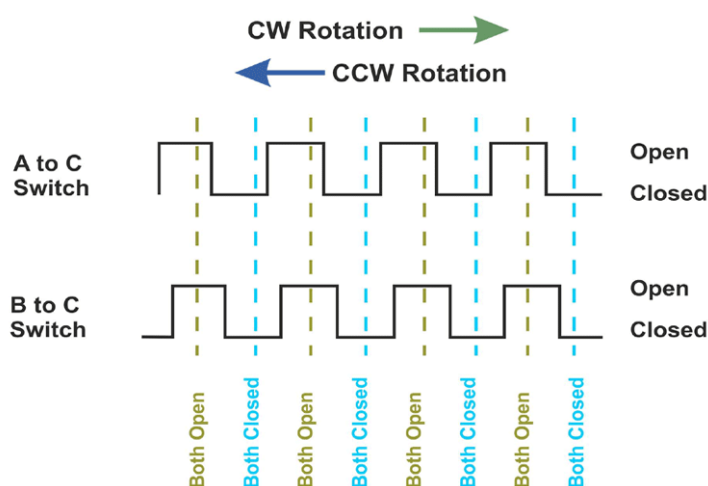 CW Rotation
CCW Rotation
A to C
Switch
Open
Closed
B to C
Switch
Open
Closed
Both Open
Both Closed
Both Open
Both Closed
Both Open
Both Closed
Both Open
Both Closed